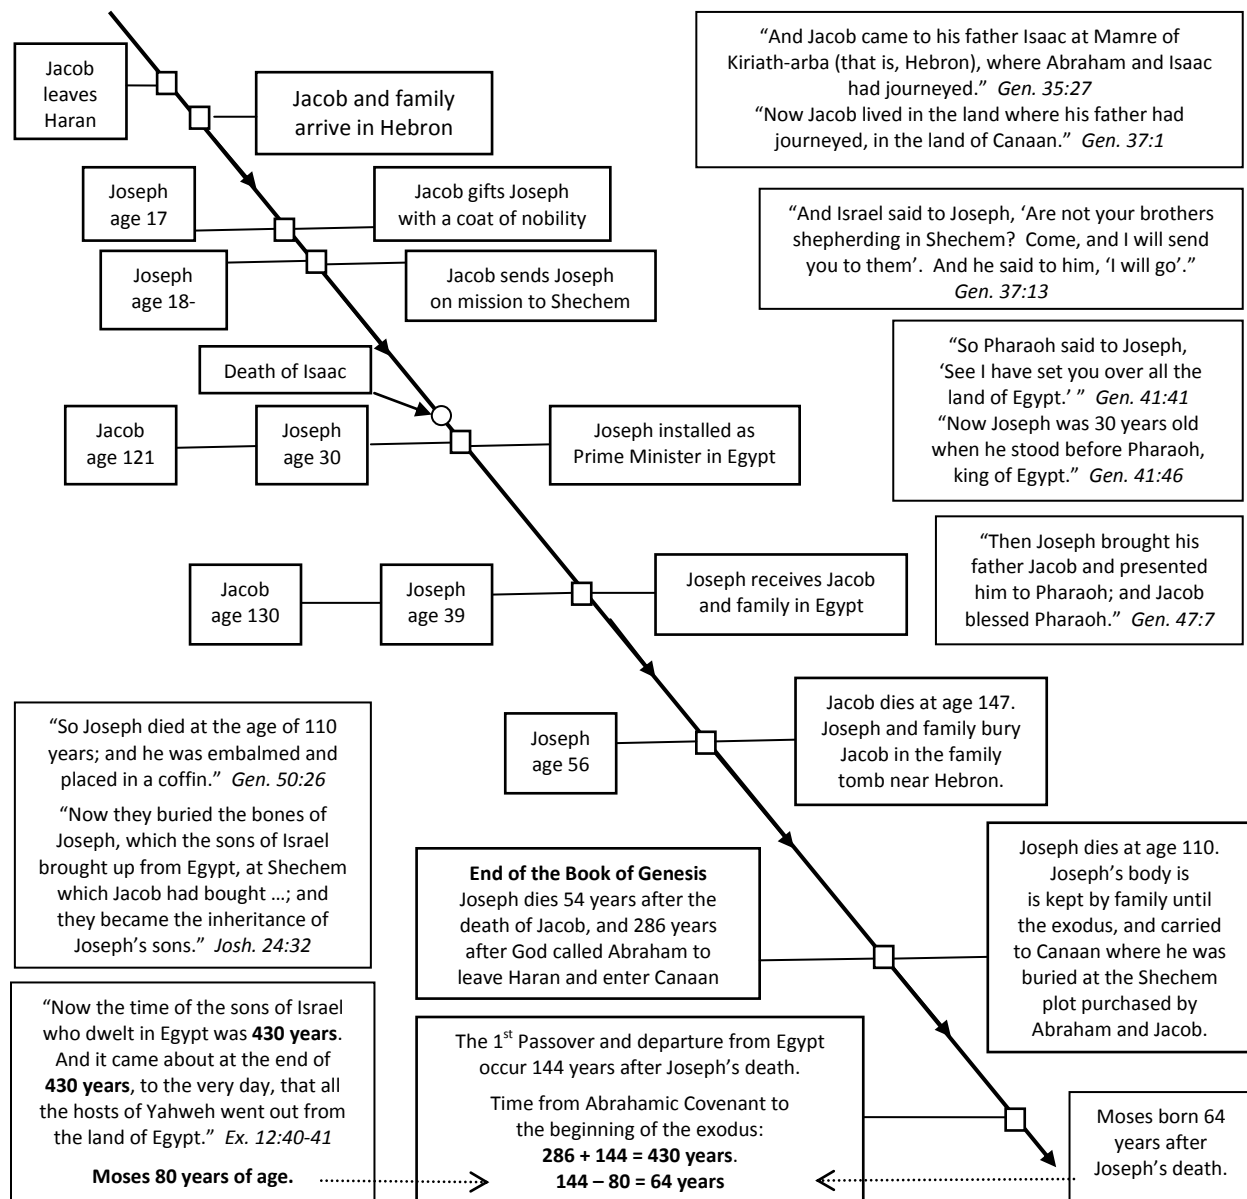 Jacob
leaves
Haran
Jacob and family
arrive in Hebron
“And Jacob came to his father Isaac at Mamre of
Kiriath-arba (that is, Hebron), where Abraham and Isaac
had journeyed.” Gen. 35:27
“Now Jacob lived in the land where his father had
journeyed, in the land of Canaan.” Gen. 37:1
Joseph
age 17
Jacob gifts Joseph
with a coat of nobility
“And Israel said to Joseph, ‘Are not your brothers
shepherding in Shechem? Come, and I will send
you to them’. And he said to him, ‘I will go’.”
Gen. 37:13
Joseph
age 18-
Jacob sends Joseph
on mission to Shechem
Death of Isaac
“So Pharaoh said to Joseph,
‘See I have set you over all the
land of Egypt.’ ” Gen. 41:41
“Now Joseph was 30 years old
when he stood before Pharaoh,
king of Egypt.” Gen. 41:46
Jacob
age 121
Joseph
age 30
Joseph installed as
Prime Minister in Egypt
“Then Joseph brought his
father Jacob and presented
him to Pharaoh; and Jacob
blessed Pharaoh.” Gen. 47:7
Jacob
age 130
Joseph
age 39
Joseph receives Jacob
and family in Egypt
Joseph
age 56
Jacob dies at age 147.
Joseph and family bury
Jacob in the family
tomb near Hebron.
“So Joseph died at the age of 110
years; and he was embalmed and
placed in a coffin.” Gen. 50:26
“Now they buried the bones of
Joseph, which the sons of Israel
brought up from Egypt, at Shechem
which Jacob had bought …; and
they became the inheritance of
Joseph’s sons.” Josh. 24:32
End of the Book of Genesis
Joseph dies 54 years after the
death of Jacob, and 286 years
after God called Abraham to
leave Haran and enter Canaan
Joseph dies at age 110.
Joseph’s body is
is kept by family until
the exodus, and carried
to Canaan where he was
buried at the Shechem
plot purchased by
Abraham and Jacob.
“Now the time of the sons of Israel
who dwelt in Egypt was 430 years.
And it came about at the end of
430 years, to the very day, that all
the hosts of Yahweh went out from
the land of Egypt.” Ex. 12:40-41
Moses 80 years of age.
The 1st Passover and departure from Egypt
occur 144 years after Joseph’s death.
Time from Abrahamic Covenant to
the beginning of the exodus:
286 + 144 = 430 years.
144 – 80 = 64 years
Moses born 64
years after
Joseph’s death.